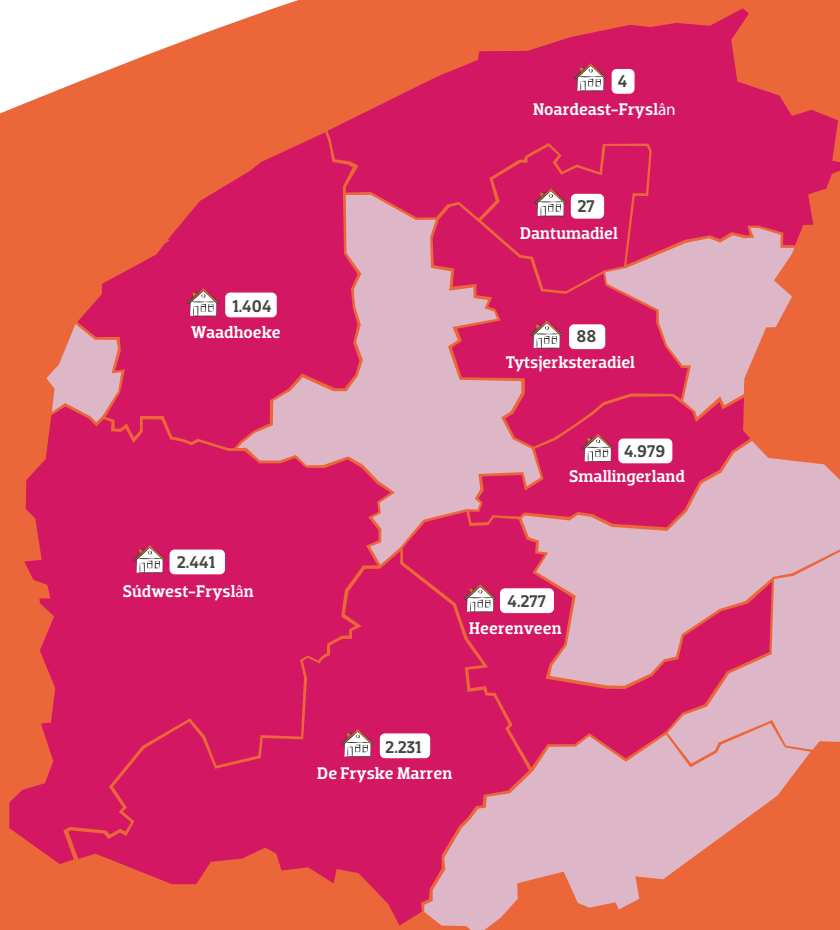 4
Noardeast-Fryslân
27
Dantumadiel
1.404
Waadhoeke
88
Tytsjerksteradiel
4.979
Smallingerland
2.441
Súdwest-Fryslân
4.277
Heerenveen
2.231
De Fryske Marren